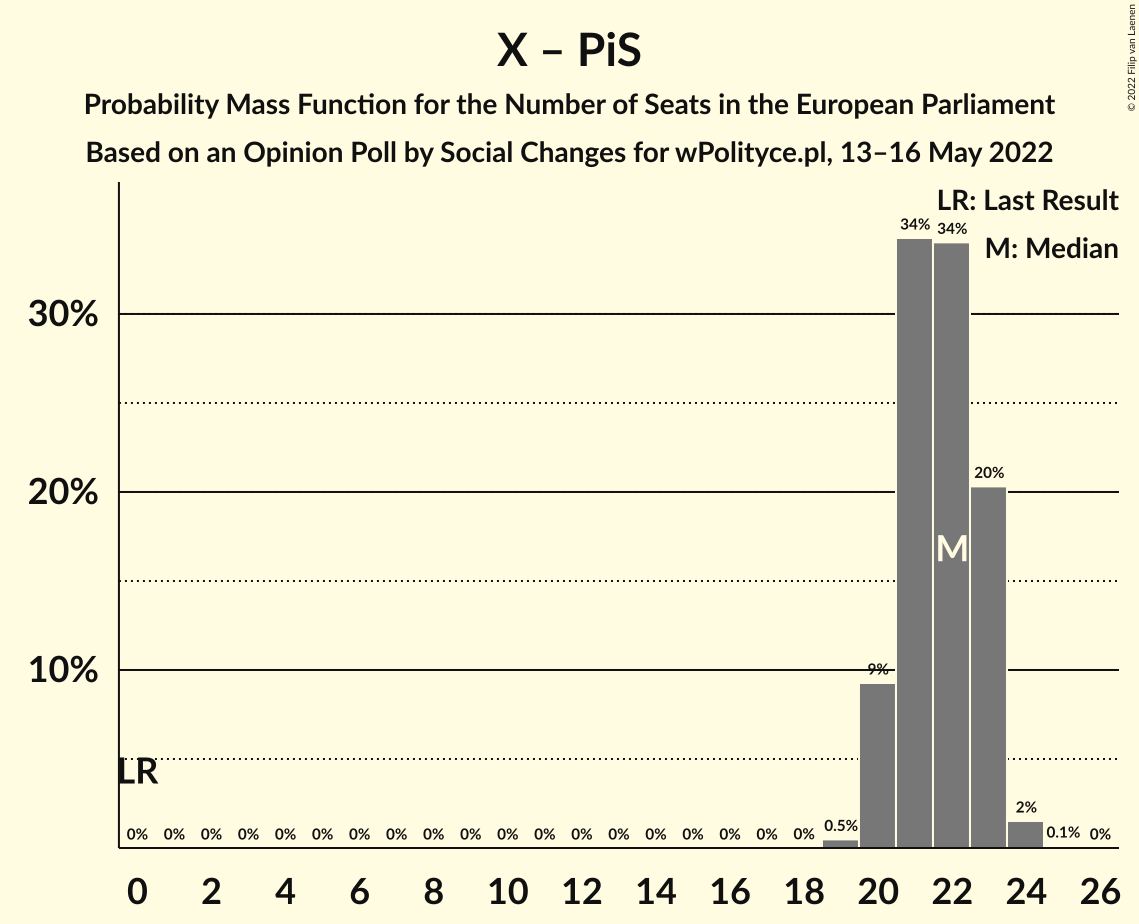 X – PiS
Probability Mass Function for the Number of Seats in the European Parliament
Based on an Opinion Poll by Social Changes for wPolityce.pl, 13–16 May 2022
© 2022 Filip van Laenen
LR: Last Result
M: Median
34% 34%
30%
20%
20%
M
10%
9%
LR
2%
0% 0% 0% 0% 0% 0% 0% 0% 0% 0% 0% 0% 0% 0% 0% 0% 0% 0% 0% 0.5% 0.1% 0%
0 2 4 6 8 10 12 14 16 18 20 22 24 26